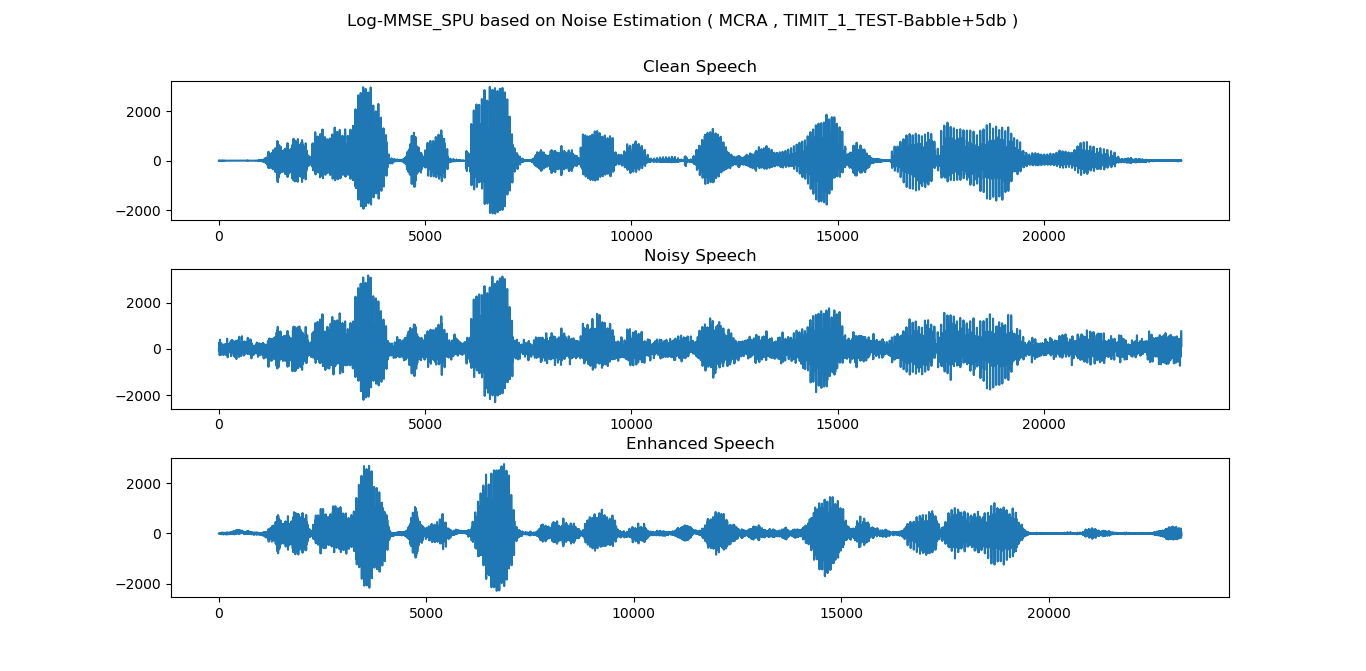 Log-MMSE_SPU based on Noise Estimation ( MCRA , TIMIT_1_TEST-Babble+5db )
Clean Speech
2000
0
−2000
0 5000 10000 15000 20000
Noisy Speech
2000
0
−2000
0 5000 10000 15000 20000
Enhanced Speech
2000
0
−2000
0 5000 10000 15000 20000